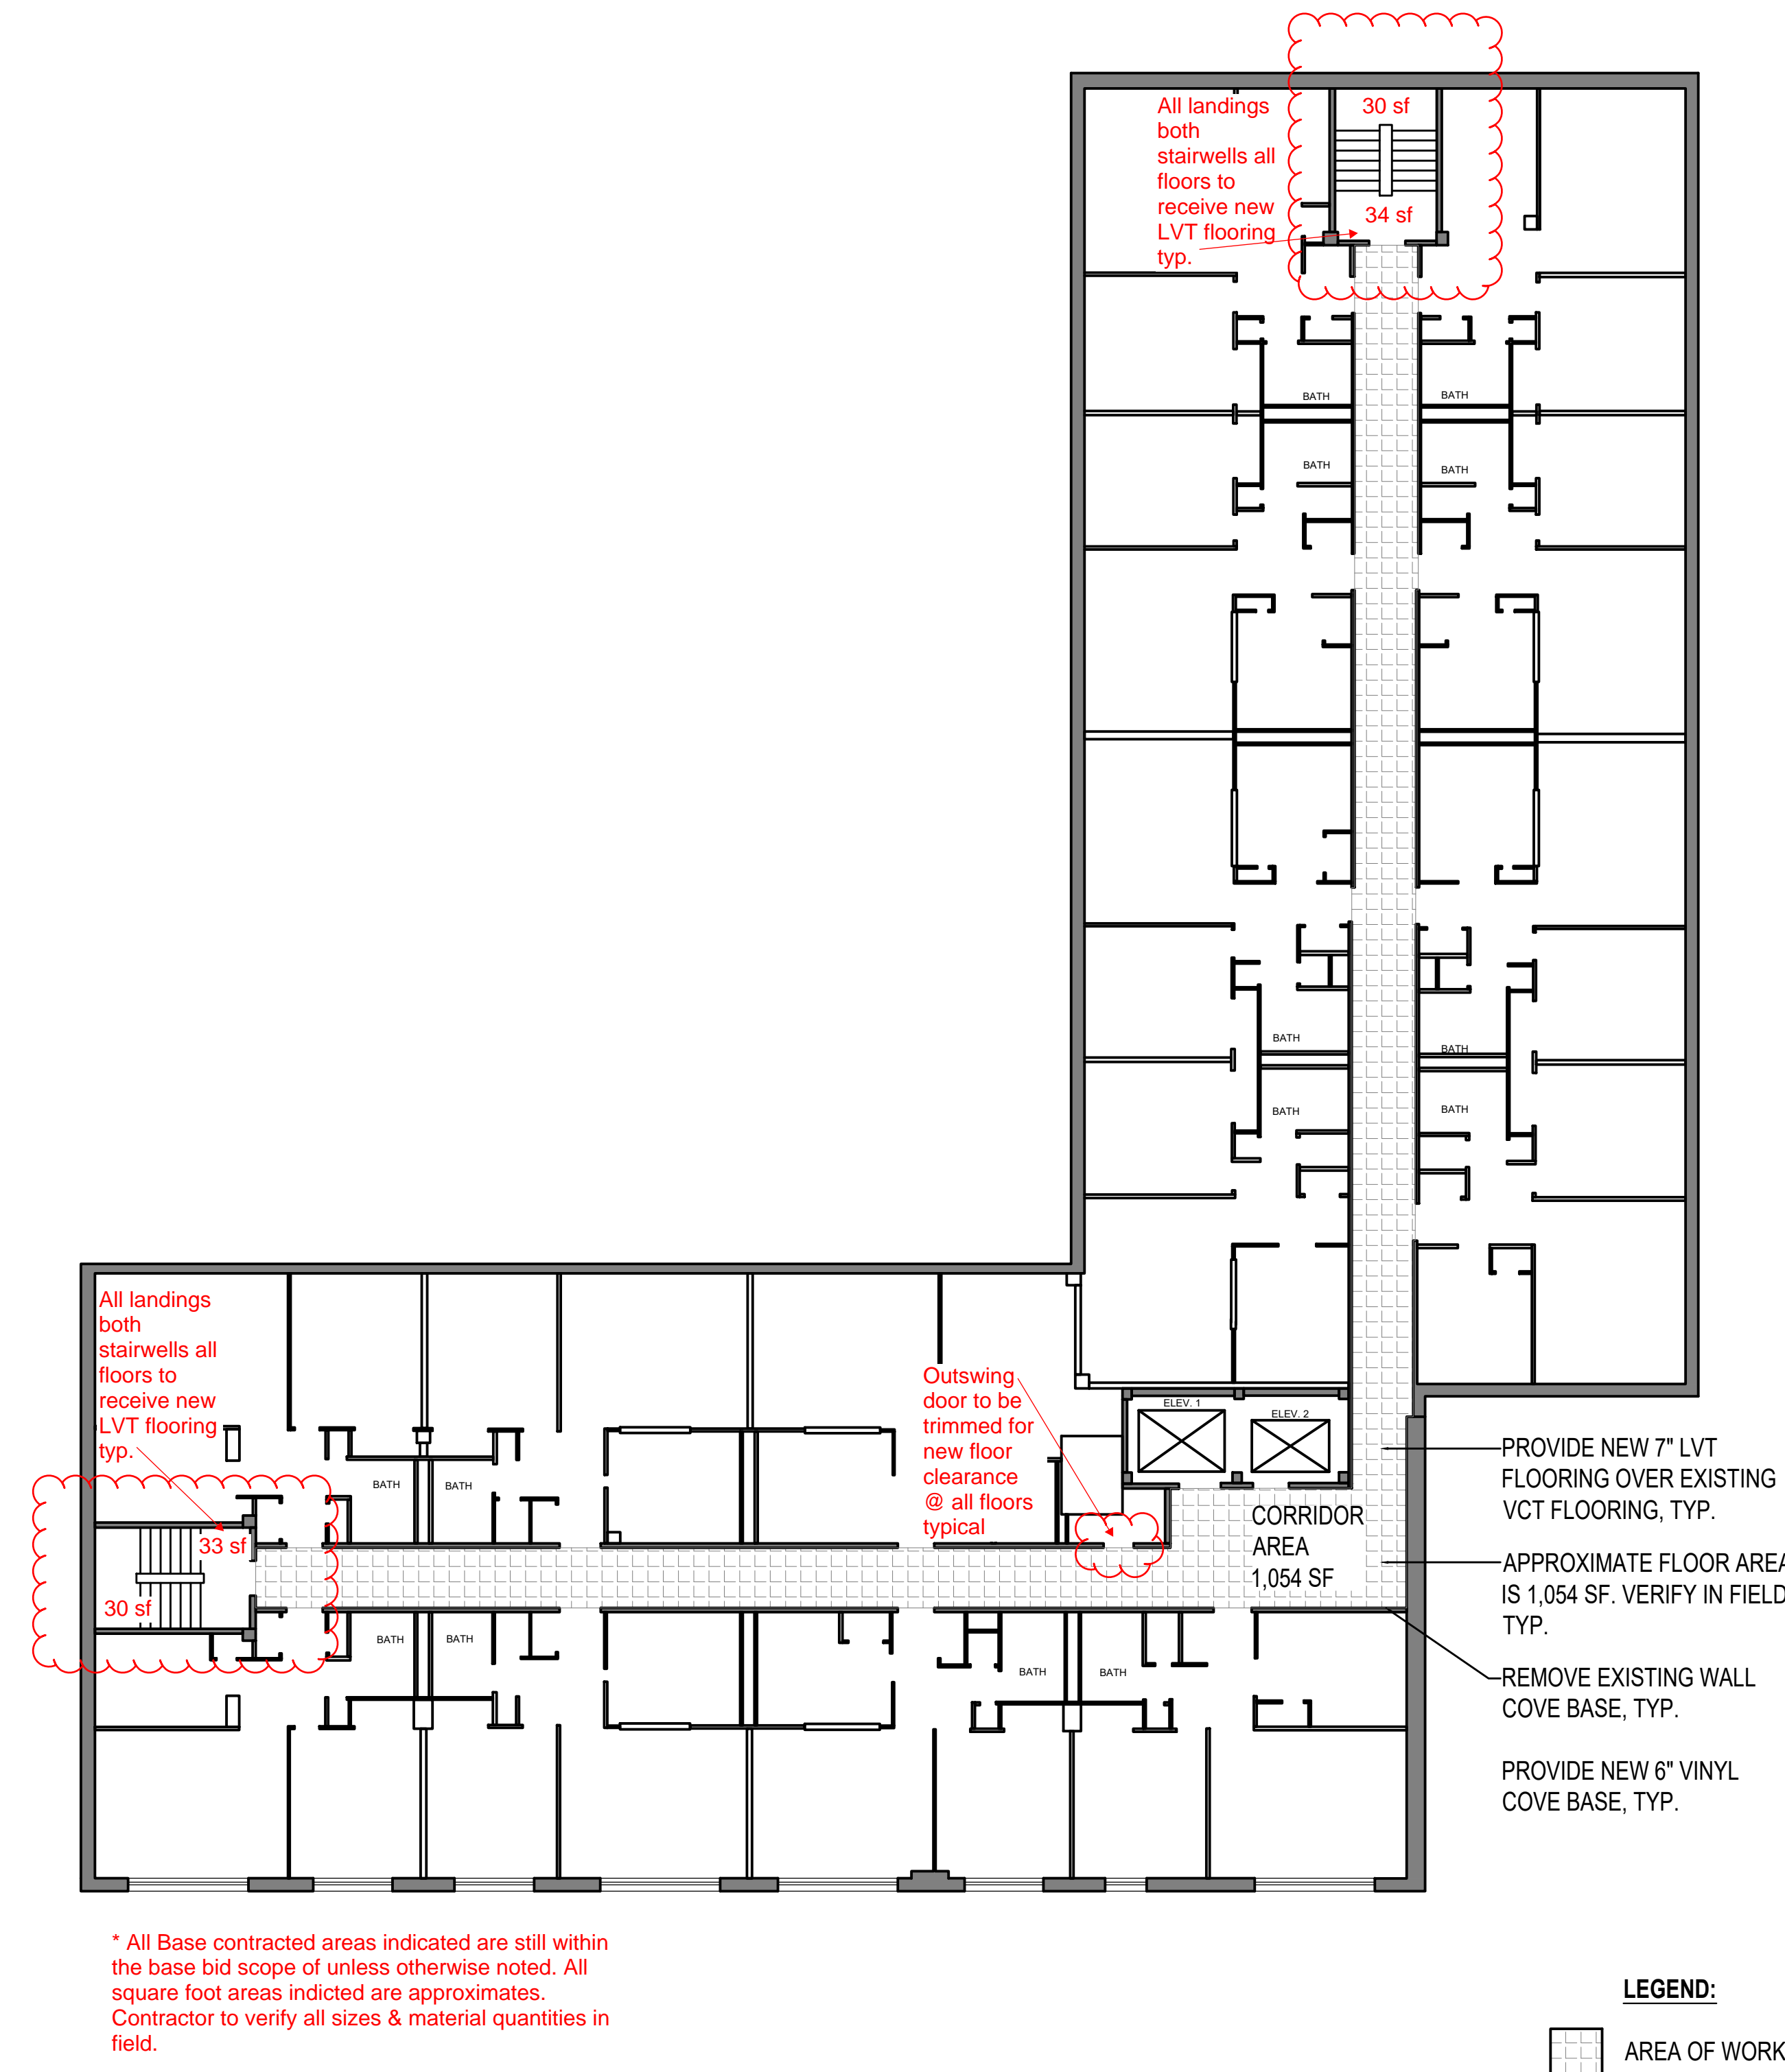 All landings
both
stairwells all
floors to
receive new
LVT flooring
typ.
30 sf
34 sf
BATH
BATH
BATH
BATH
BATH
BATH
BATH
BATH
All landings
both
stairwells all
floors to
receive new
LVT flooring
typ.
33 sf
30 sf
BATH
BATH
BATH
BATH
BATH
BATH
Outswing
door to be
trimmed for
new floor
clearance
@ all floors
typical
ELEV. 1
ELEV. 2
CORRIDOR
AREA
1,054 SF
PROVIDE NEW 7" LVT
FLOORING OVER EXISTING
VCT FLOORING, TYP.
APPROXIMATE FLOOR AREA
IS 1,054 SF. VERIFY IN FIELD
TYP.
REMOVE EXISTING WALL
COVE BASE, TYP.
PROVIDE NEW 6" VINYL
COVE BASE, TYP.
* All Base contracted areas indicated are still within
the base bid scope of unless otherwise noted. All
square foot areas indicted are approximates.
Contractor to verify all sizes & material quantities in
field.
LEGEND:
AREA OF WORK